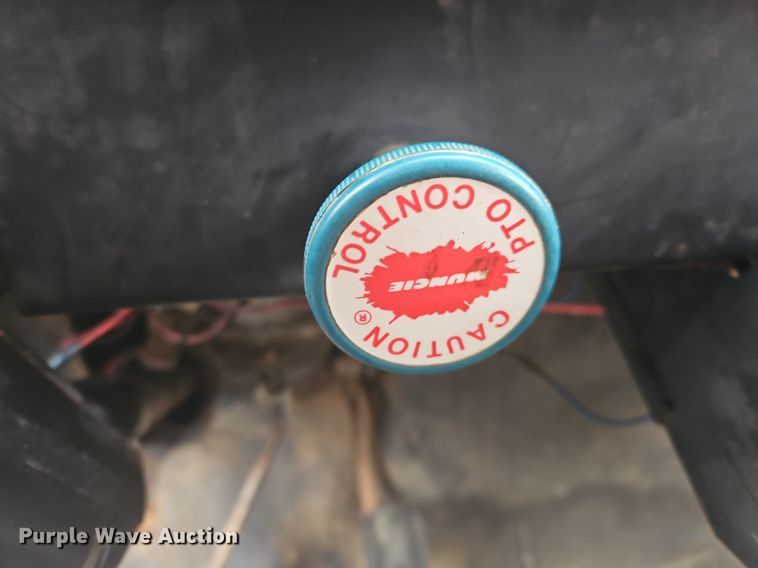 PTO CONTROL
MUNCIE
CAUTION ®
Purple Wave Auction